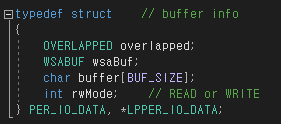 typedef struct    // buffer info
{
    OVERLAPPED overlapped;
    WSABUF wsaBuf;
    char buffer[BUF_SIZE];
    int rwMode;    // READ or WRITE
} PER_IO_DATA, *LPPER_IO_DATA;